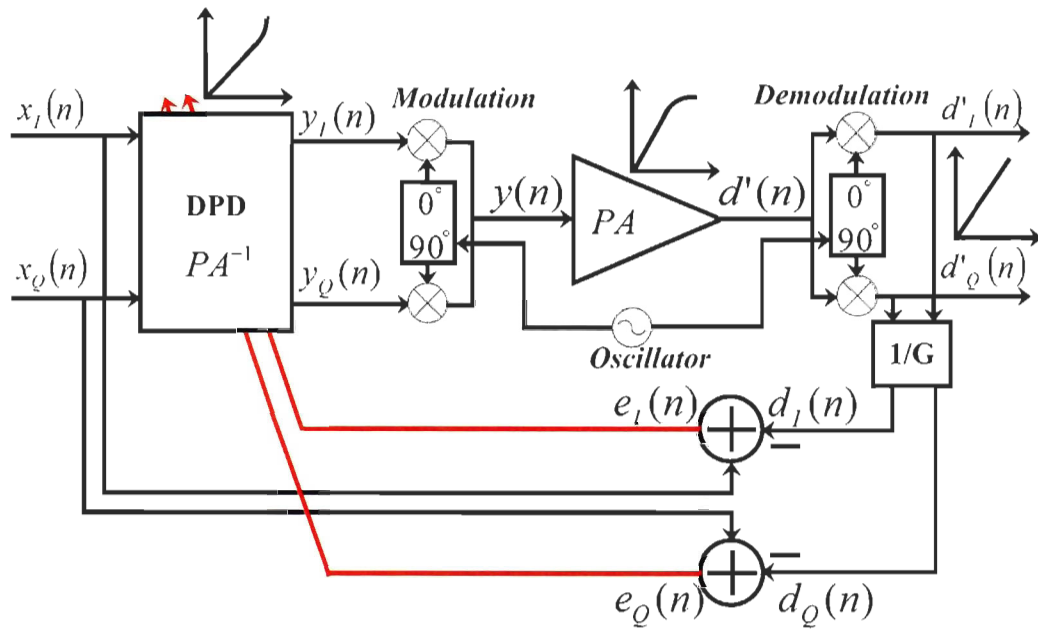 x_I(n)
x_Q(n)
DPD
PA^{-1}
y_I(n)
y_Q(n)
Modulation
0°
90°
y(n)
PA
d'(n)
Oscillator
Demodulation
0°
90°
d'_I(n)
d'_Q(n)
1/G
e_I(n)
d_I(n)
−
e_Q(n)
d_Q(n)
−